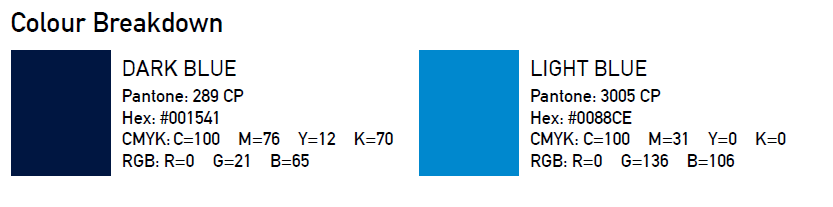 Colour Breakdown
DARK BLUE
Pantone: 289 CP
Hex: #001541
CMYK: C=100 M=76 Y=12 K=70
RGB: R=0 G=21 B=65
LIGHT BLUE
Pantone: 3005 CP
Hex: #0088CE
CMYK: C=100 M=31 Y=0 K=0
RGB: R=0 G=136 B=106